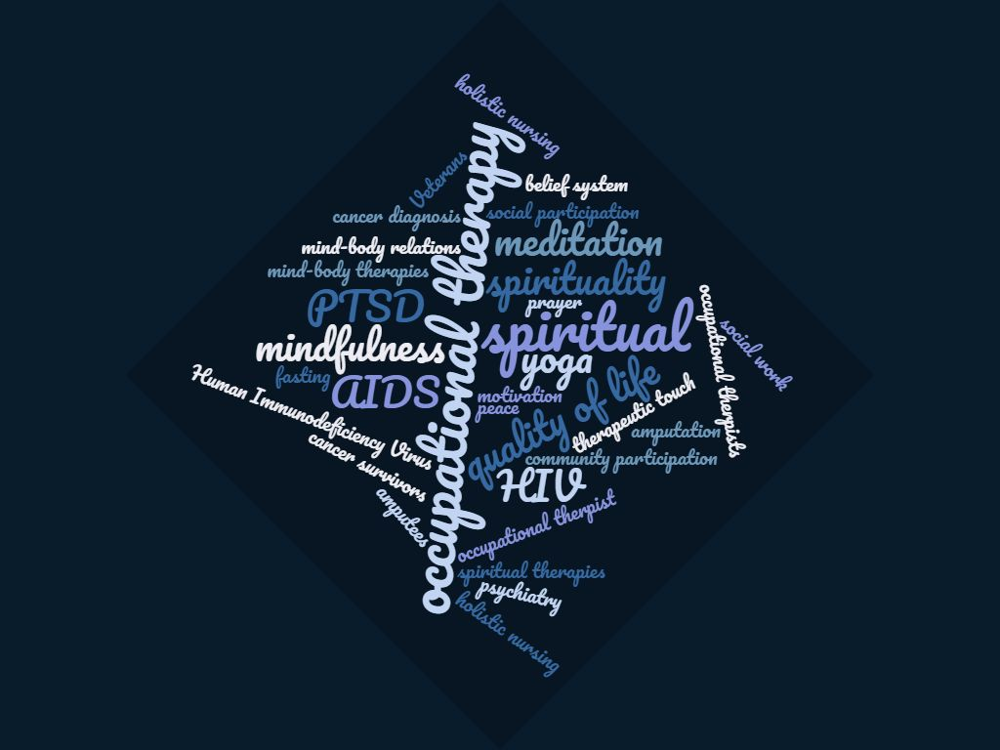 holistic nursing
occupational therapy
Veterans
belief system
cancer diagnosis
social participation
mind-body relations
meditation
mind-body therapies
spirituality
PTSD
prayer
spiritual
mindfulness
yoga
occupational therapists
social work
fasting
AIDS
quality of life
motivation
peace
therapeutic touch
Human Immunodeficiency Virus
amputation
cancer survivors
community participation
HIV
amputees
occupational therpist
spiritual therapies
psychiatry
holistic nursing